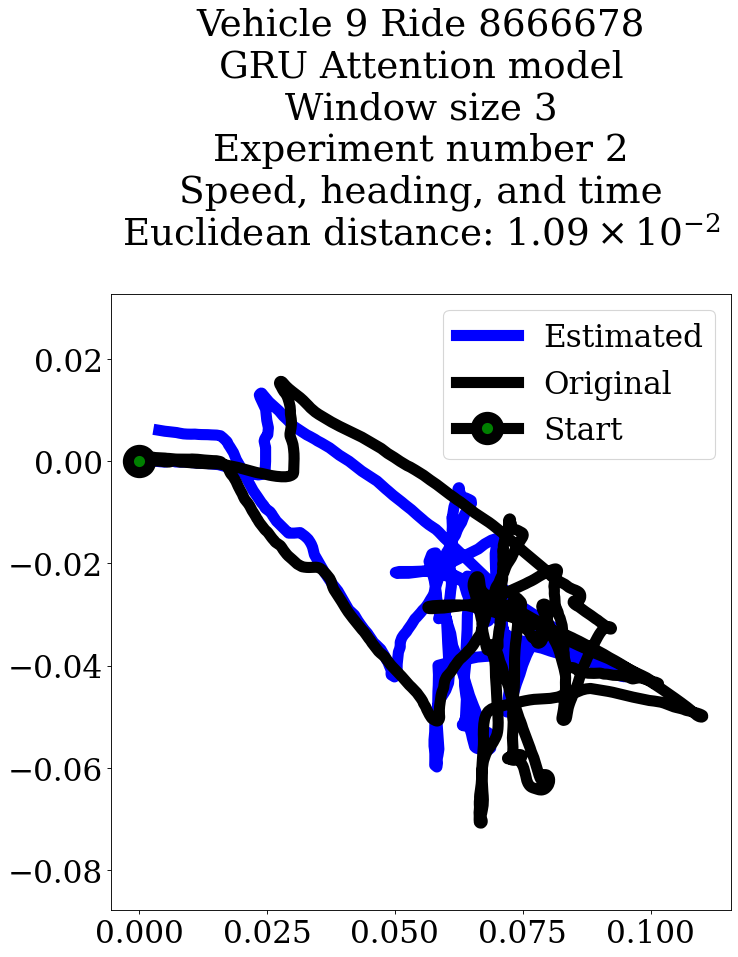 Vehicle 9 Ride 8666678
GRU Attention model
Window size 3
Experiment number 2
Speed, heading, and time
Euclidean distance: 1.09 × 10⁻²
Estimated
Original
Start
0.02
0.00
−0.02
−0.04
−0.06
−0.08
0.000 0.025 0.050 0.075 0.100